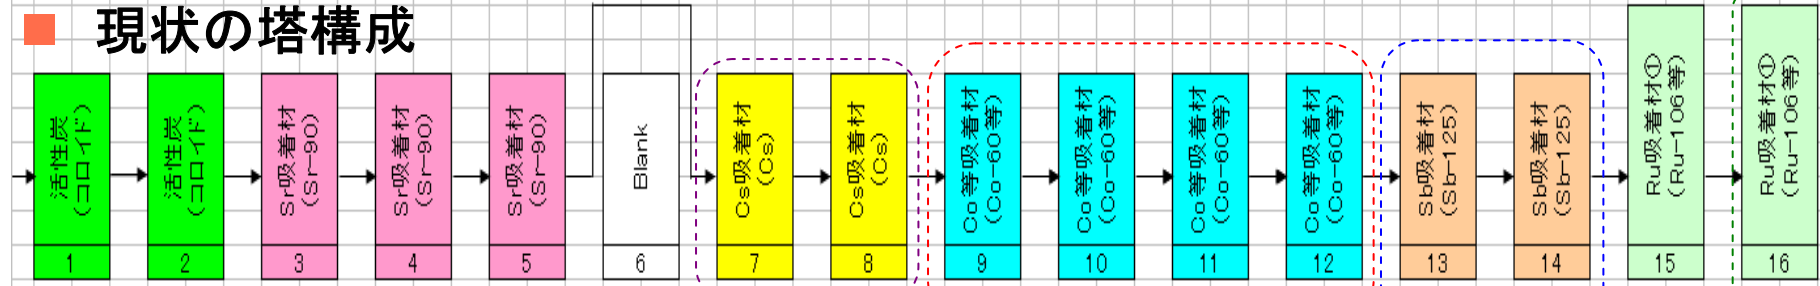 現状の塔構成
活性炭
(コロイド)
1
活性炭
(コロイド)
2
Sr吸着材
(Sr-90)
3
Sr吸着材
(Sr-90)
4
Sr吸着材
(Sr-90)
5
Blank
6
Cs吸着材
(Cs)
7
Cs吸着材
(Cs)
8
Co等吸着材
(Co-60等)
9
Co等吸着材
(Co-60等)
10
Co等吸着材
(Co-60等)
11
Co等吸着材
(Co-60等)
12
Sb吸着材
(Sb-125)
13
Sb吸着材
(Sb-125)
14
Ru吸着材①
(Ru-106等)
15
Ru吸着材①
(Ru-106等)
16